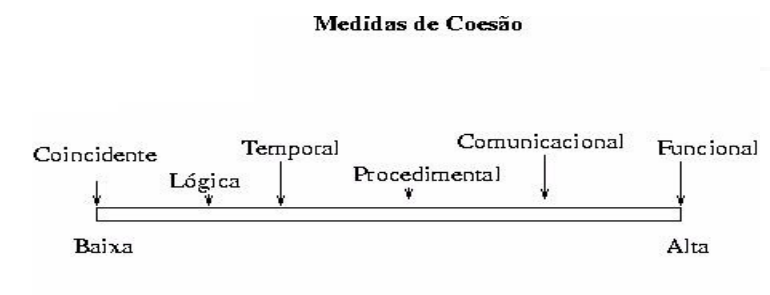 Medidas de Coesão
Coincidente
Lógica
Temporal
Procedimental
Comunicacional
Funcional
Baixa
Alta